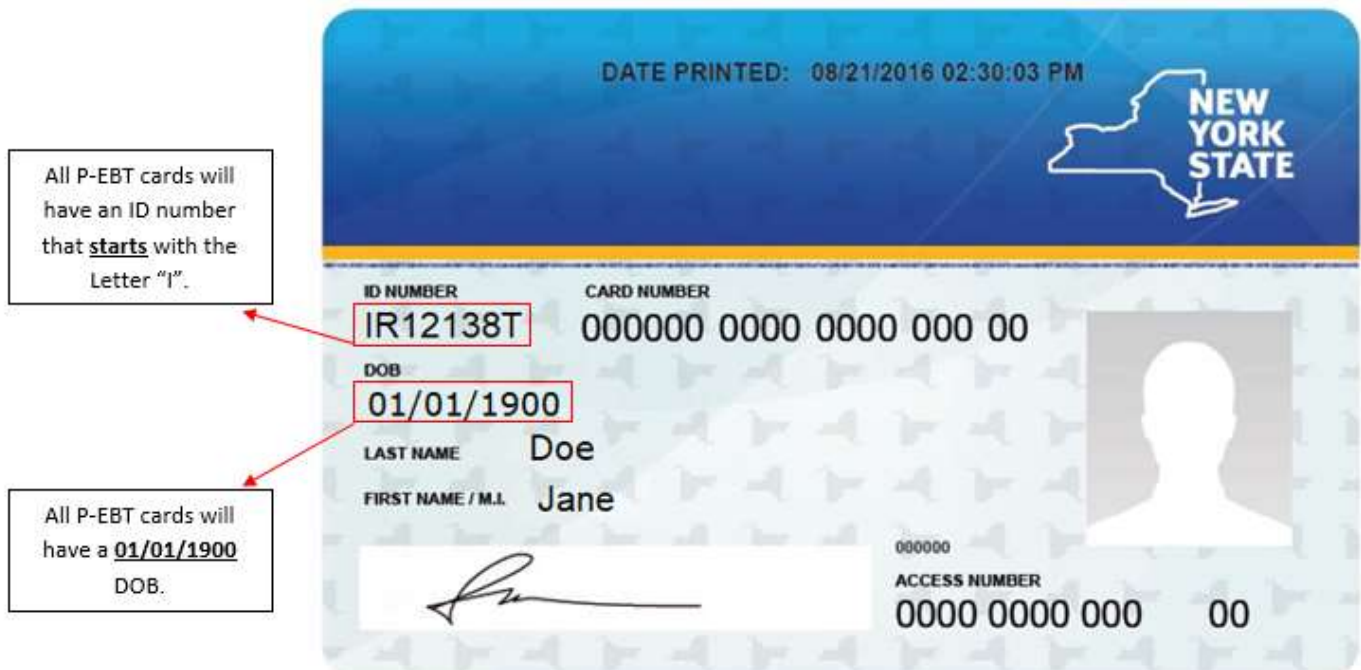 DATE PRINTED: 08/21/2016 02:30:03 PM
NEW
YORK
STATE
All P-EBT cards will
have an ID number
that starts with the
Letter “I”.
ID NUMBER CARD NUMBER
IR12138T 000000 0000 0000 000 00
DOB
01/01/1900
LAST NAME Doe
FIRST NAME / M.I. Jane
All P-EBT cards will
have a 01/01/1900
DOB.
000000
ACCESS NUMBER
0000 0000 000 00